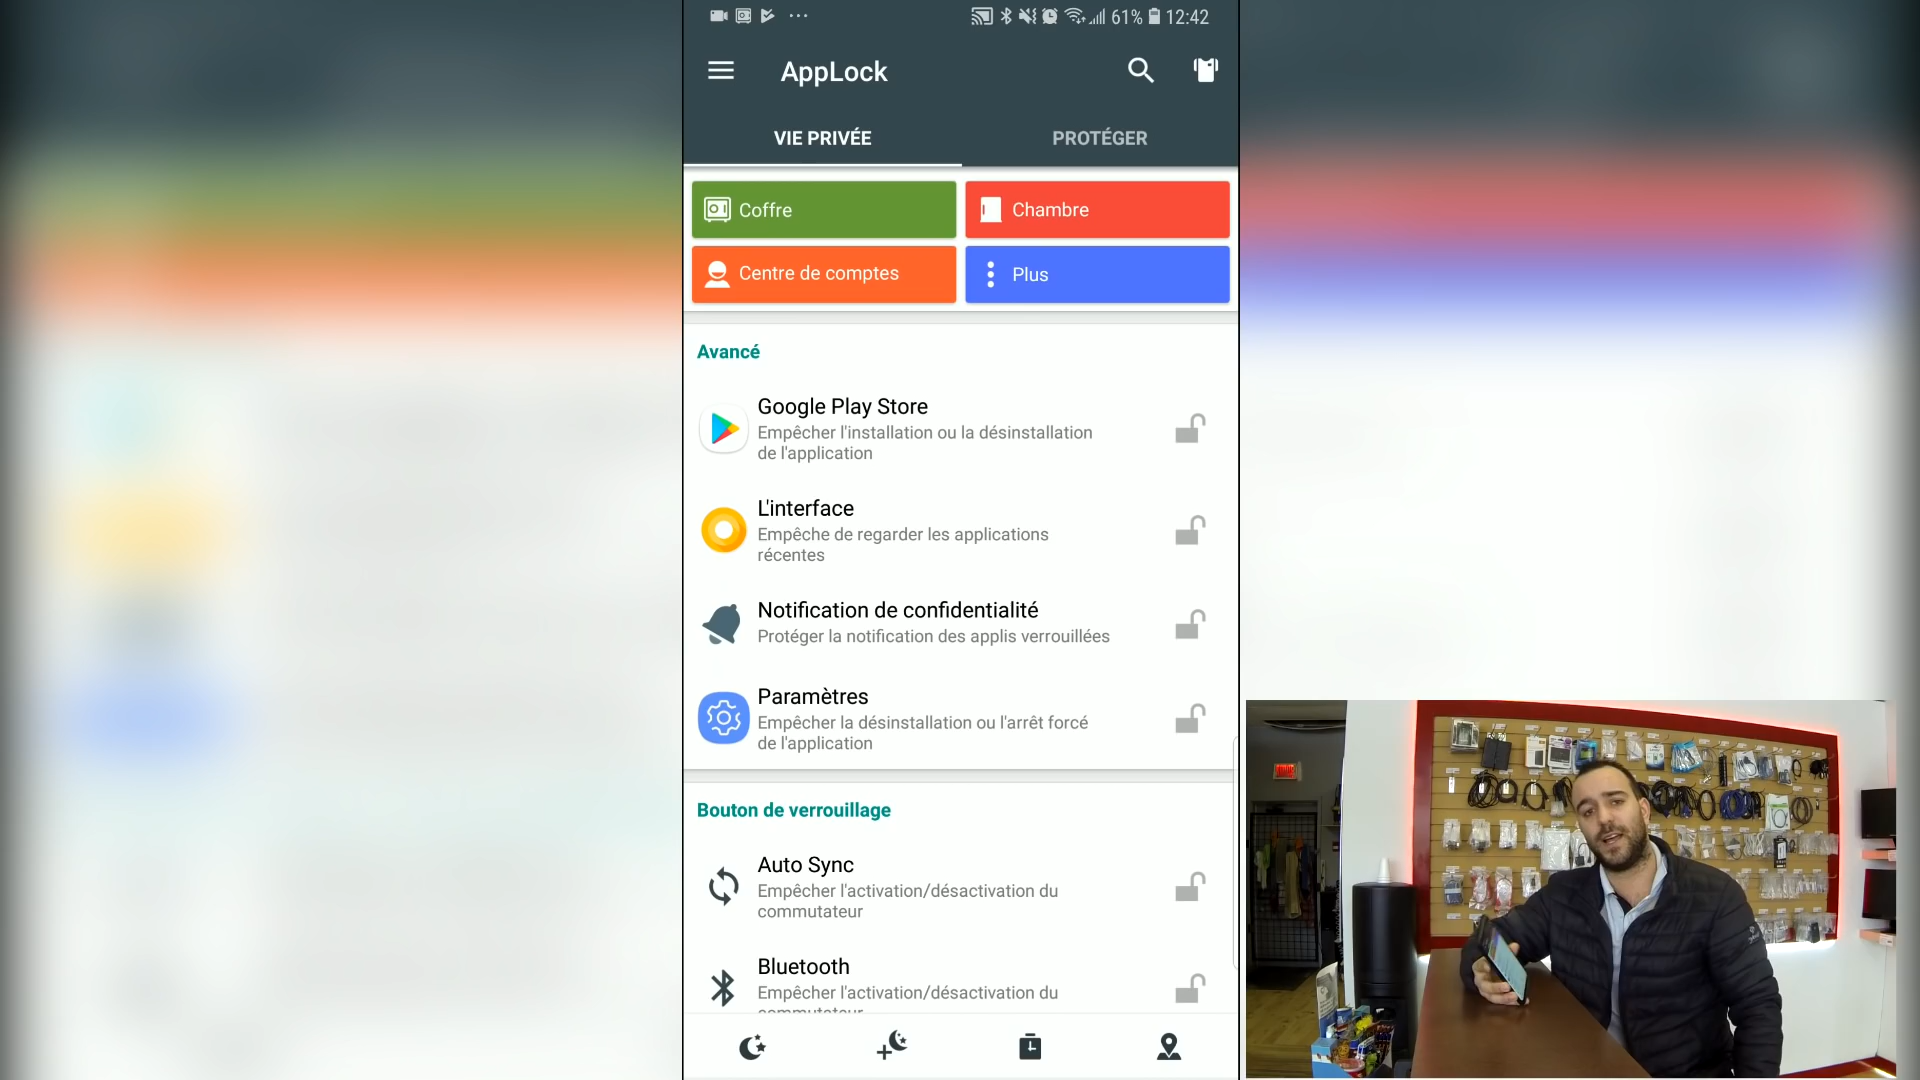 61% 12:42
AppLock
VIE PRIVÉE
PROTÉGER
Coffre
Chambre
Centre de comptes
Plus
Avancé
Google Play Store
Empêcher l'installation ou la désinstallation
de l'application
L'interface
Empêche de regarder les applications
récentes
Notification de confidentialité
Protéger la notification des applis verrouillées
Paramètres
Empêcher la désinstallation ou l'arrêt forcé
de l'application
Bouton de verrouillage
Auto Sync
Empêcher l'activation/désactivation du
commutateur
Bluetooth
Empêcher l'activation/désactivation du
commutateur